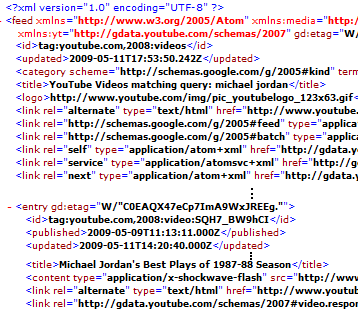 <?xml version="1.0" encoding="UTF-8" ?>
- <feed xmlns="http://www.w3.org/2005/Atom" xmlns:media="http:/
xmlns:yt="http://gdata.youtube.com/schemas/2007" gd:etag="W/
<id>tag:youtube.com,2008:videos</id>
<updated>2009-05-11T17:53:50.242Z</updated>
<category scheme="http://schemas.google.com/g/2005#kind" term
<title>YouTube Videos matching query: michael jordan</title>
<logo>http://www.youtube.com/img/pic_youtubelogo_123x63.gif<
<link rel="alternate" type="text/html" href="http://www.youtube
<link rel="http://schemas.google.com/g/2005#feed" type="applica
<link rel="http://schemas.google.com/g/2005#batch" type="applica
<link rel="self" type="application/atom+xml" href="http://gdata.yo
<link rel="service" type="application/atomsvc+xml" href="http://g
<link rel="next" type="application/atom+xml" href="http://gdata.yo
- <entry gd:etag="W/"C0EAQX47eCp7ImA9WxJREEg."">
<id>tag:youtube.com,2008:video:SQH7_BW9hCI</id>
<published>2009-05-09T11:13:11.000Z</published>
<updated>2009-05-11T14:20:40.000Z</updated>
<title>Michael Jordan's Best Plays of 1987-88 Season</title>
<content type="application/x-shockwave-flash" src="http://www
<link rel="alternate" type="text/html" href="http://www.youtube
<link rel="http://gdata.youtube.com/schemas/2007#video.respor